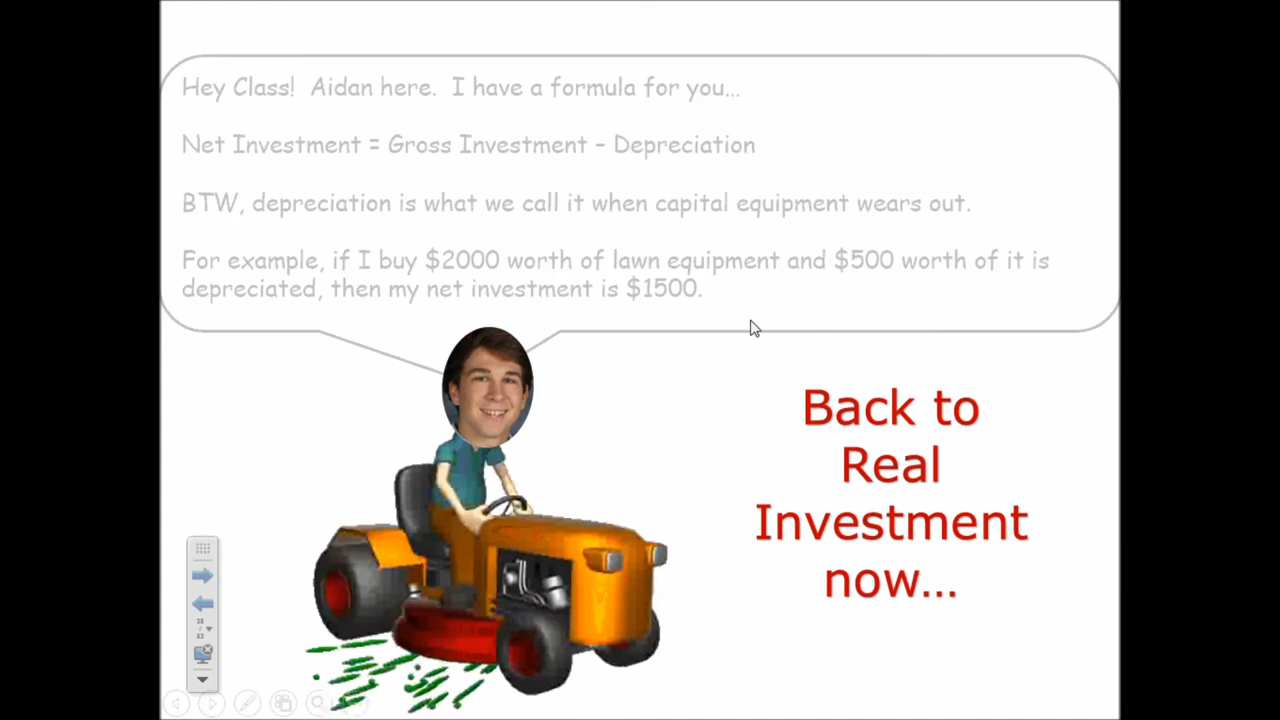 Hey Class!  Aidan here.  I have a formula for you...
Net Investment = Gross Investment – Depreciation
BTW, depreciation is what we call it when capital equipment wears out.
For example, if I buy $2000 worth of lawn equipment and $500 worth of it is
depreciated, then my net investment is $1500.
Back to
Real
Investment
now...